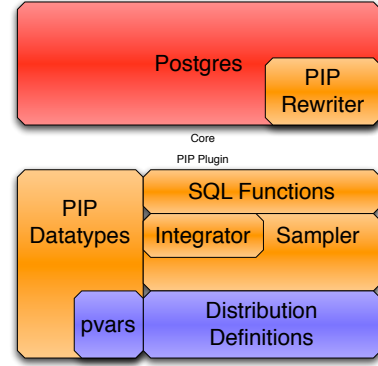 Postgres
PIP
Rewriter
Core
PIP Plugin
PIP
Datatypes
SQL Functions
Integrator
Sampler
pvars
Distribution
Definitions